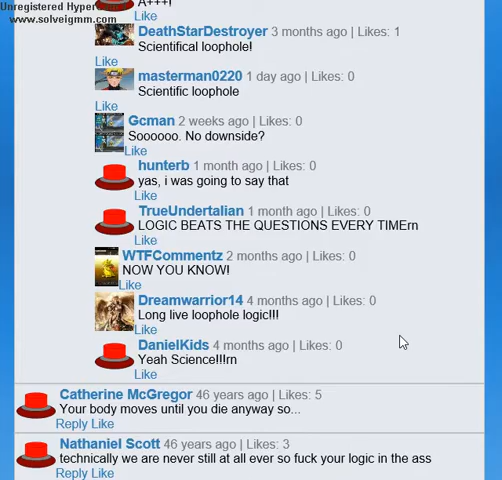 Unregistered Hyper
www.solveigmm.com
A+++!
Like
DeathStarDestroyer 3 months ago | Likes: 1
Scientifical loophole!
Like
masterman0220 1 day ago | Likes: 0
Scientific loophole
Like
Gcman 2 weeks ago | Likes: 0
Soooooo. No downside?
Like
hunterb 1 month ago | Likes: 0
yas, i was going to say that
Like
TrueUndertalian 1 month ago | Likes: 0
LOGIC BEATS THE QUESTIONS EVERY TIMErn
Like
WTFCommentz 2 months ago | Likes: 0
NOW YOU KNOW!
Like
Dreamwarrior14 4 months ago | Likes: 0
Long live loophole logic!!!
Like
DanielKids 4 months ago | Likes: 0
Yeah Science!!!rn
Like
Catherine McGregor 46 years ago | Likes: 5
Your body moves until you die anyway so...
Reply Like
Nathaniel Scott 46 years ago | Likes: 3
technically we are never still at all ever so fuck your logic in the ass
Reply Like